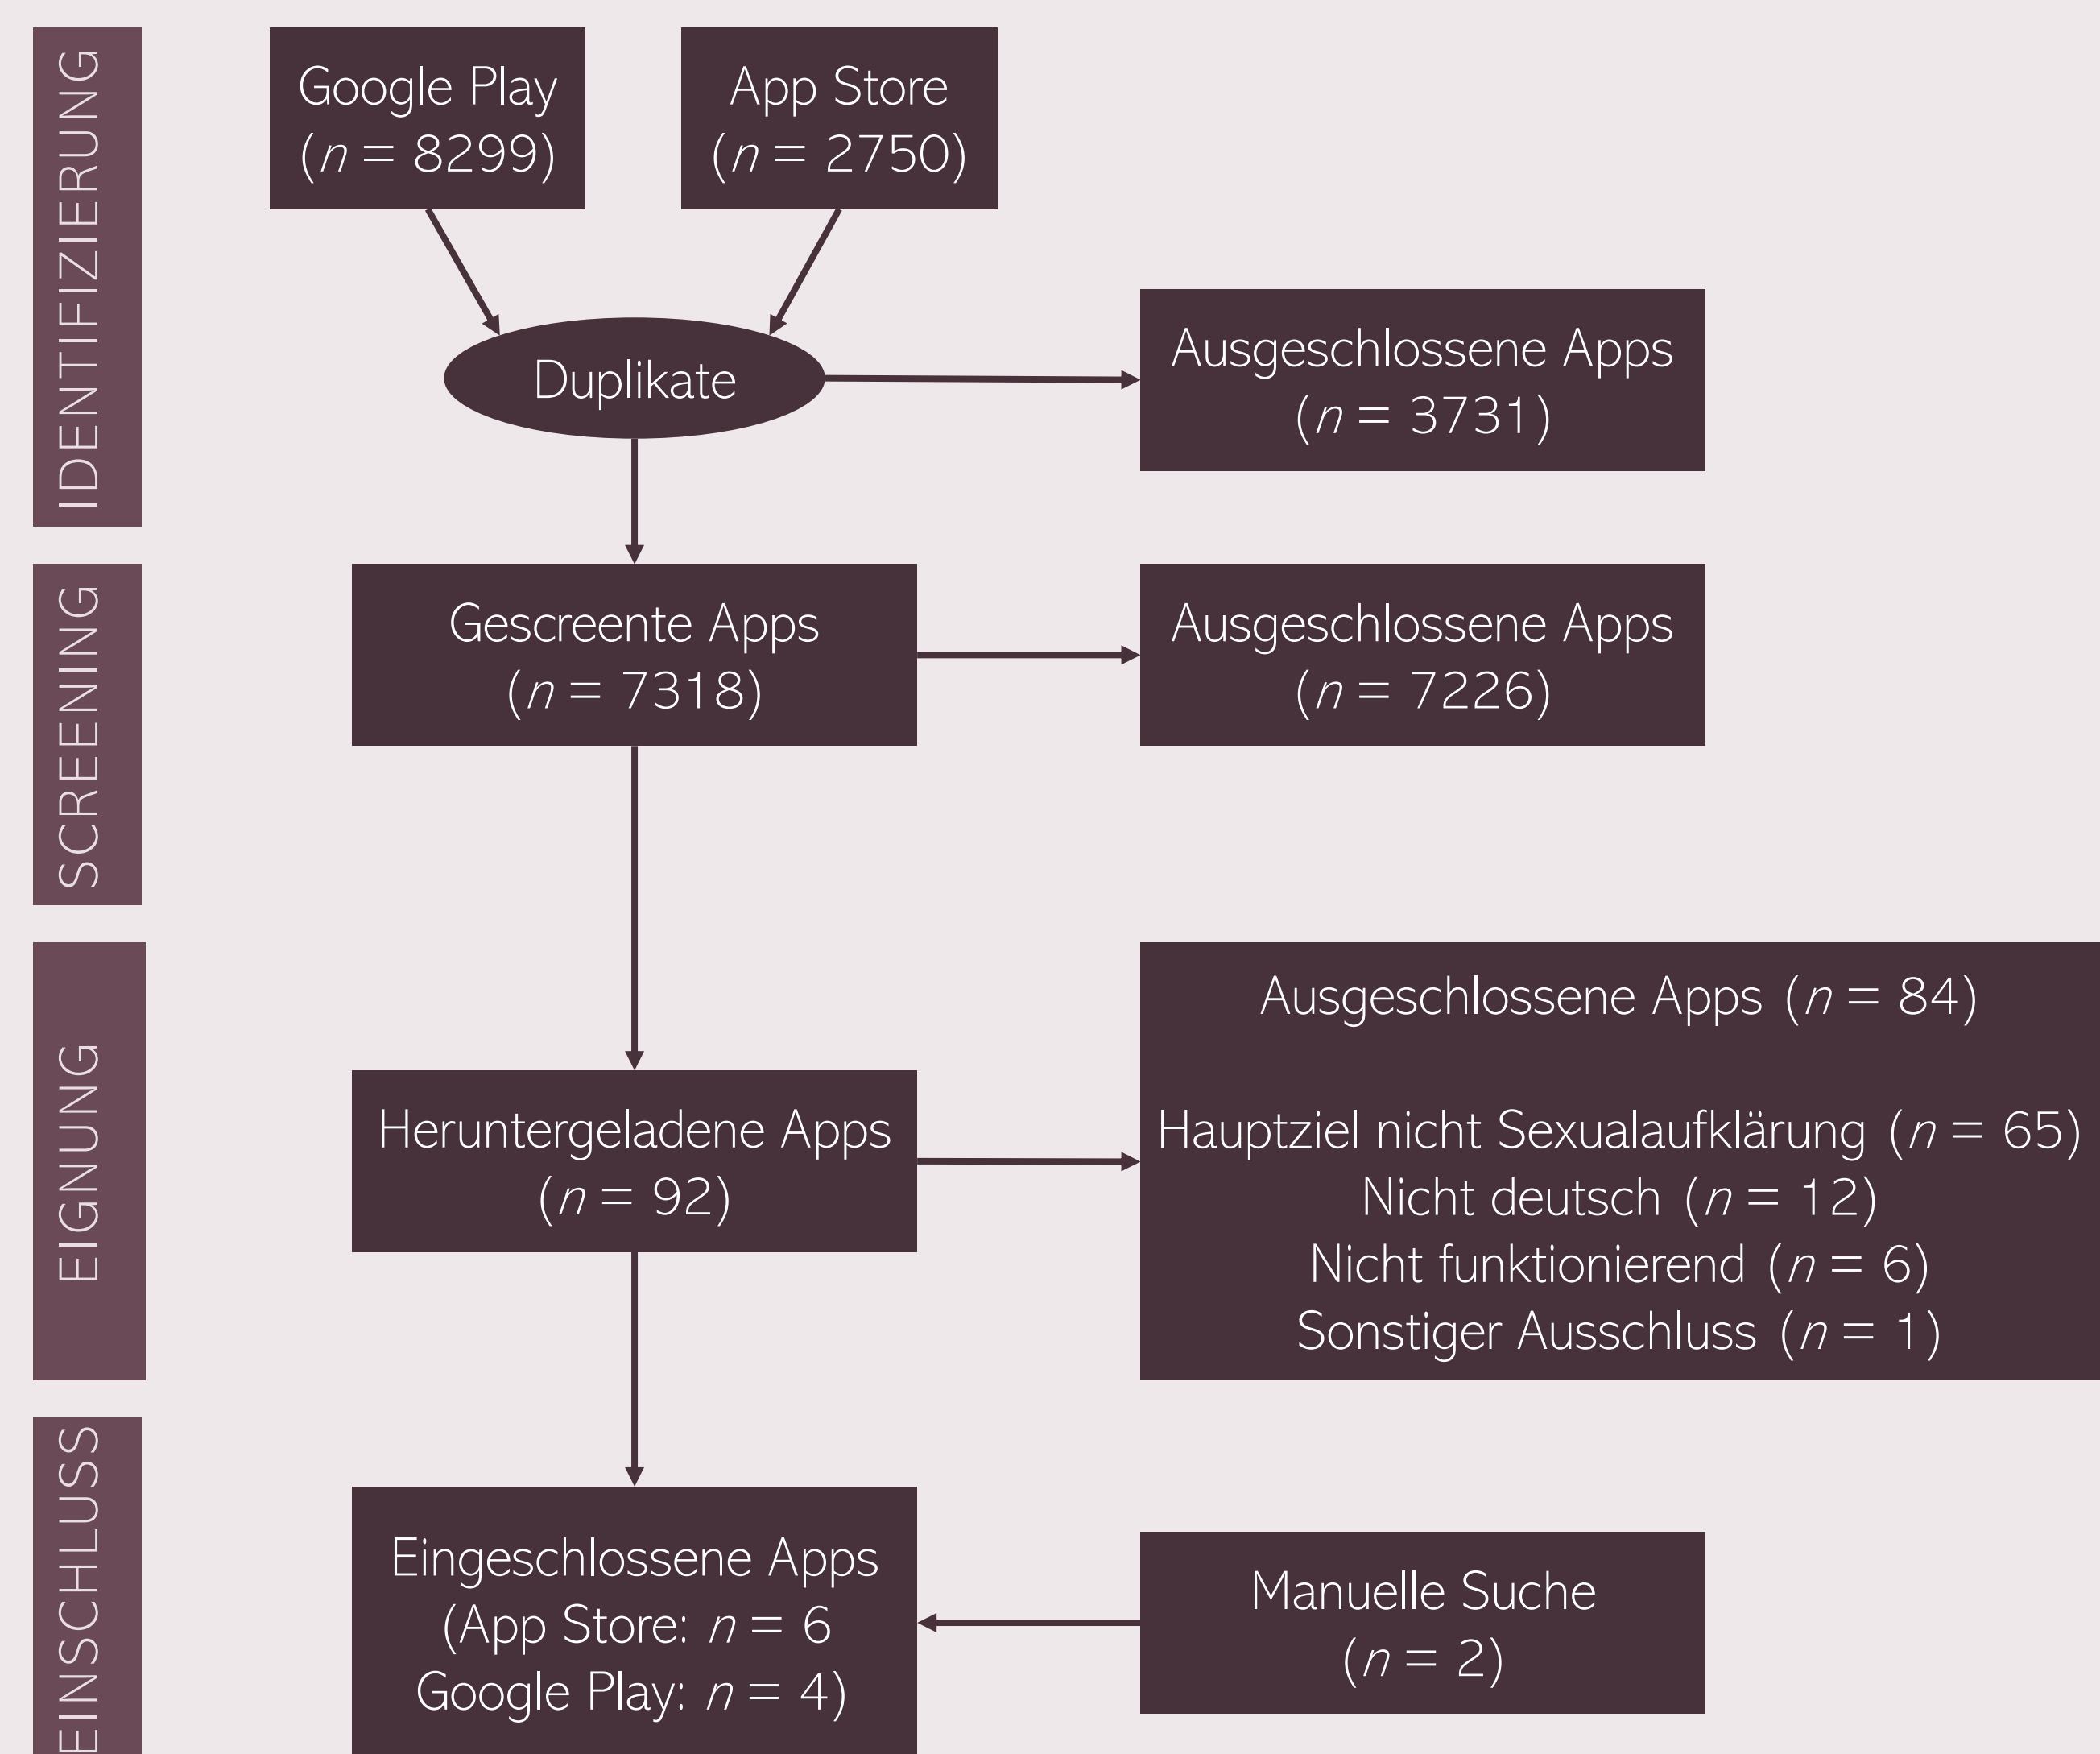 IDENTIFIZIERUNG
Google Play
(n = 8299)
App Store
(n = 2750)
Duplikate
Ausgeschlossene Apps
(n = 3731)
SCREENING
Gescreente Apps
(n = 7318)
Ausgeschlossene Apps
(n = 7226)
EIGNUNG
Heruntergeladene Apps
(n = 92)
Ausgeschlossene Apps (n = 84)
Hauptziel nicht Sexualaufklärung (n = 65)
Nicht deutsch (n = 12)
Nicht funktionierend (n = 6)
Sonstiger Ausschluss (n = 1)
EINSCHLUSS
Eingeschlossene Apps
(App Store: n = 6
Google Play: n = 4)
Manuelle Suche
(n = 2)